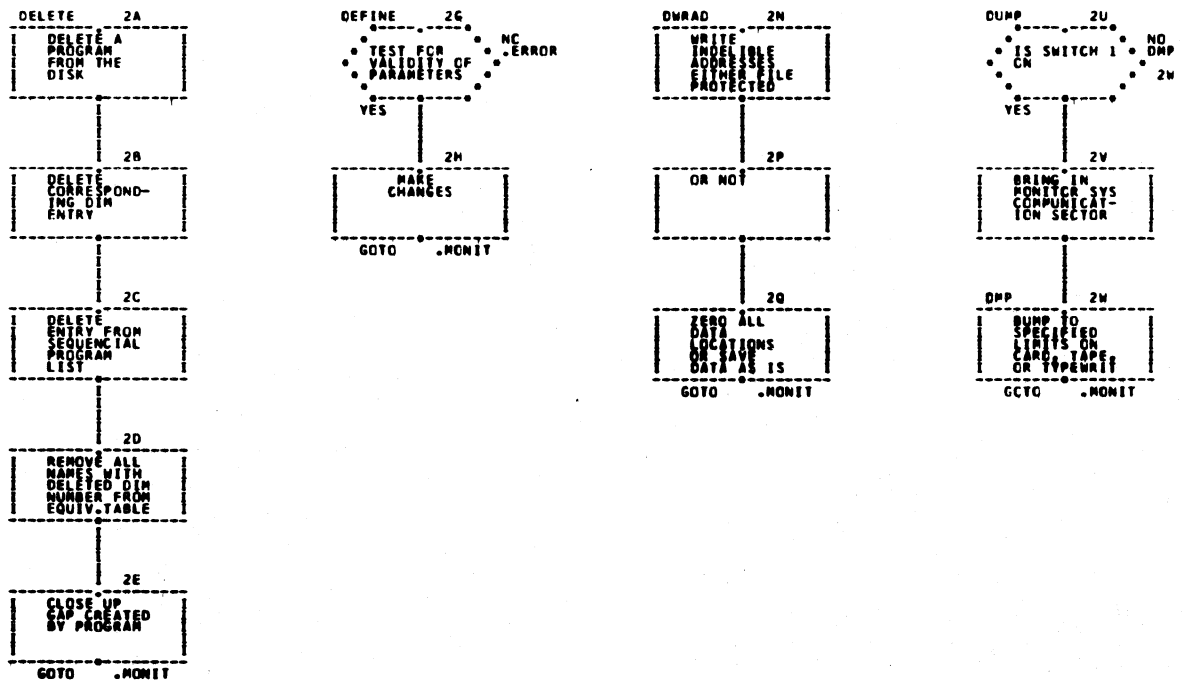 DELETE 2A
DELETE A
PROGRAM
FROM THE
DISK
2B
DELETE
CORRESPOND-
ING DIM
ENTRY
2C
DELETE
ENTRY FROM
SEQUENCIAL
PROGRAM
LIST
2D
REMOVE ALL
NAMES WITH
DELETED DIM
NUMBER FROM
EQUIV.TABLE
2E
CLOSE UP
GAP CREATED
BY PROGRAM
GOTO .MONIT
DEFINE 2G
TEST FOR
VALIDITY OF
PARAMETERS
NO
.ERROR
YES
2H
MAKE
CHANGES
GOTO .MONIT
DWRAD 2N
WRITE
INDELIBLE
ADDRESSES
EITHER FILE
PROTECTED
2P
OR NOT
2Q
ZERO ALL
DATA
LOCATIONS
OR SAVE
DATA AS IS
GOTO .MONIT
DUMP 2U
IS SWITCH 1
ON
NO
DMP
2W
YES
2V
BRING IN
MONITOR SYS
COMMUNICAT-
ION SECTOR
DMP 2W
DUMP TO
SPECIFIED
LIMITS ON
CARD, TAPE,
OR TYPEWRIT
GOTO .MONIT